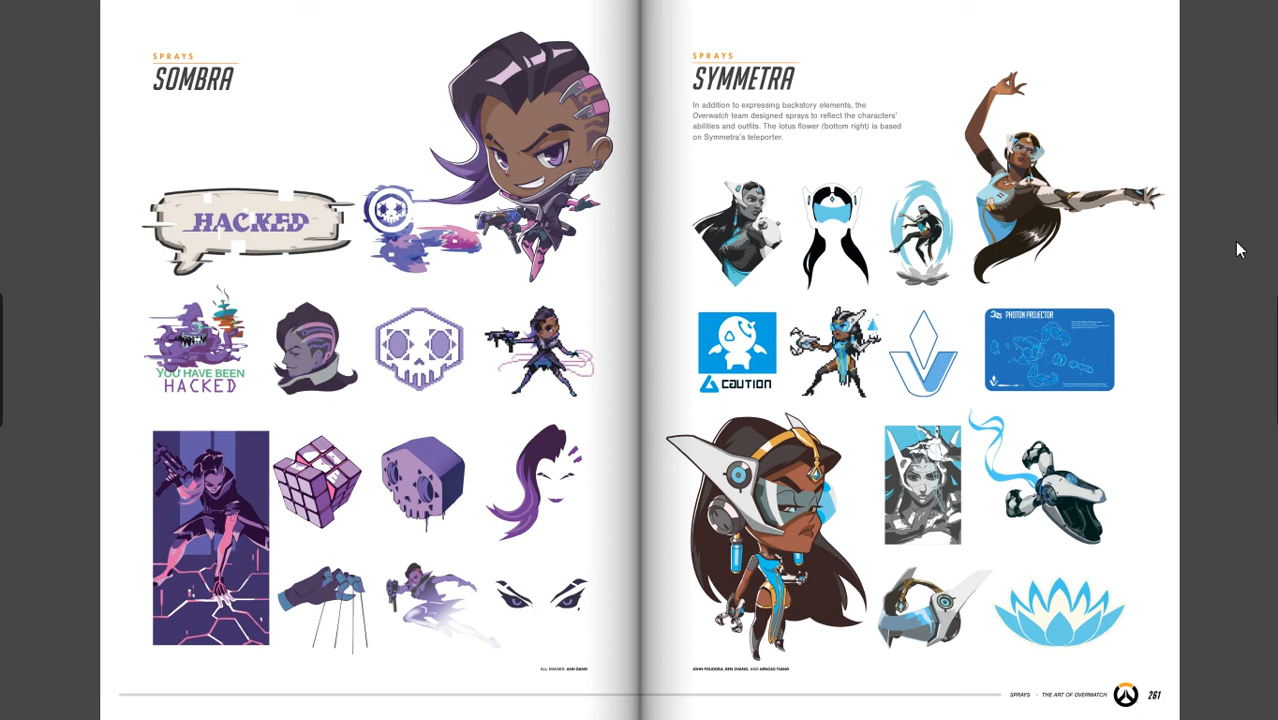 SPRAYS
SOMBRA
HACKED
YOU HAVE BEEN
HACKED
ALL IMAGES: ANH DANG
SPRAYS
SYMMETRA
In addition to expressing backstory elements, the
Overwatch team designed sprays to reflect the characters'
abilities and outfits. The lotus flower (bottom right) is based
on Symmetra's teleporter.
CAUTION
PHOTON PROJECTOR
JOHN POLIDORA, BEN ZHANG, AND ARNOLD TSANG
SPRAYS - THE ART OF OVERWATCH
261